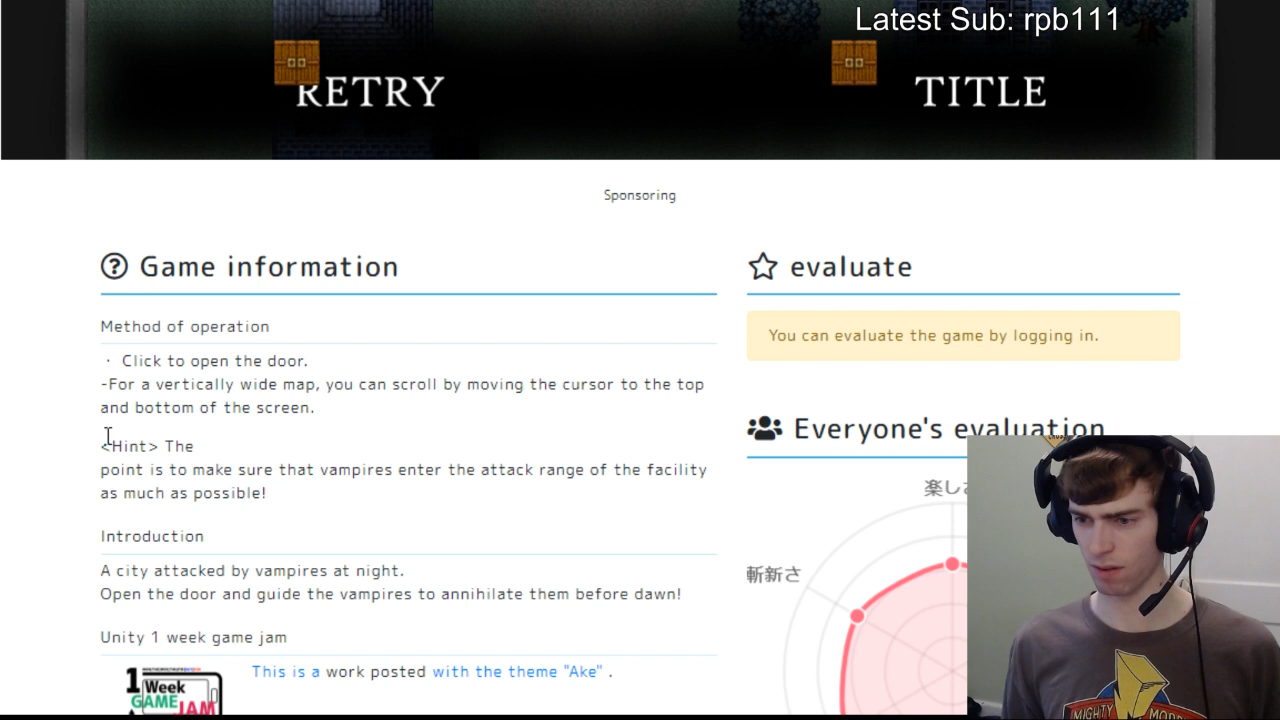 Latest Sub: rpb111
RETRY
TITLE
Sponsoring
Game information
Method of operation
・ Click to open the door.
-For a vertically wide map, you can scroll by moving the cursor to the top
and bottom of the screen.
<Hint> The
point is to make sure that vampires enter the attack range of the facility
as much as possible!
Introduction
A city attacked by vampires at night.
Open the door and guide the vampires to annihilate them before dawn!
Unity 1 week game jam
1 Week
GAME JAM
This is a work posted with the theme "Ake" .
evaluate
You can evaluate the game by logging in.
Everyone's evaluation
楽し
斬新さ
MIGHTY MO